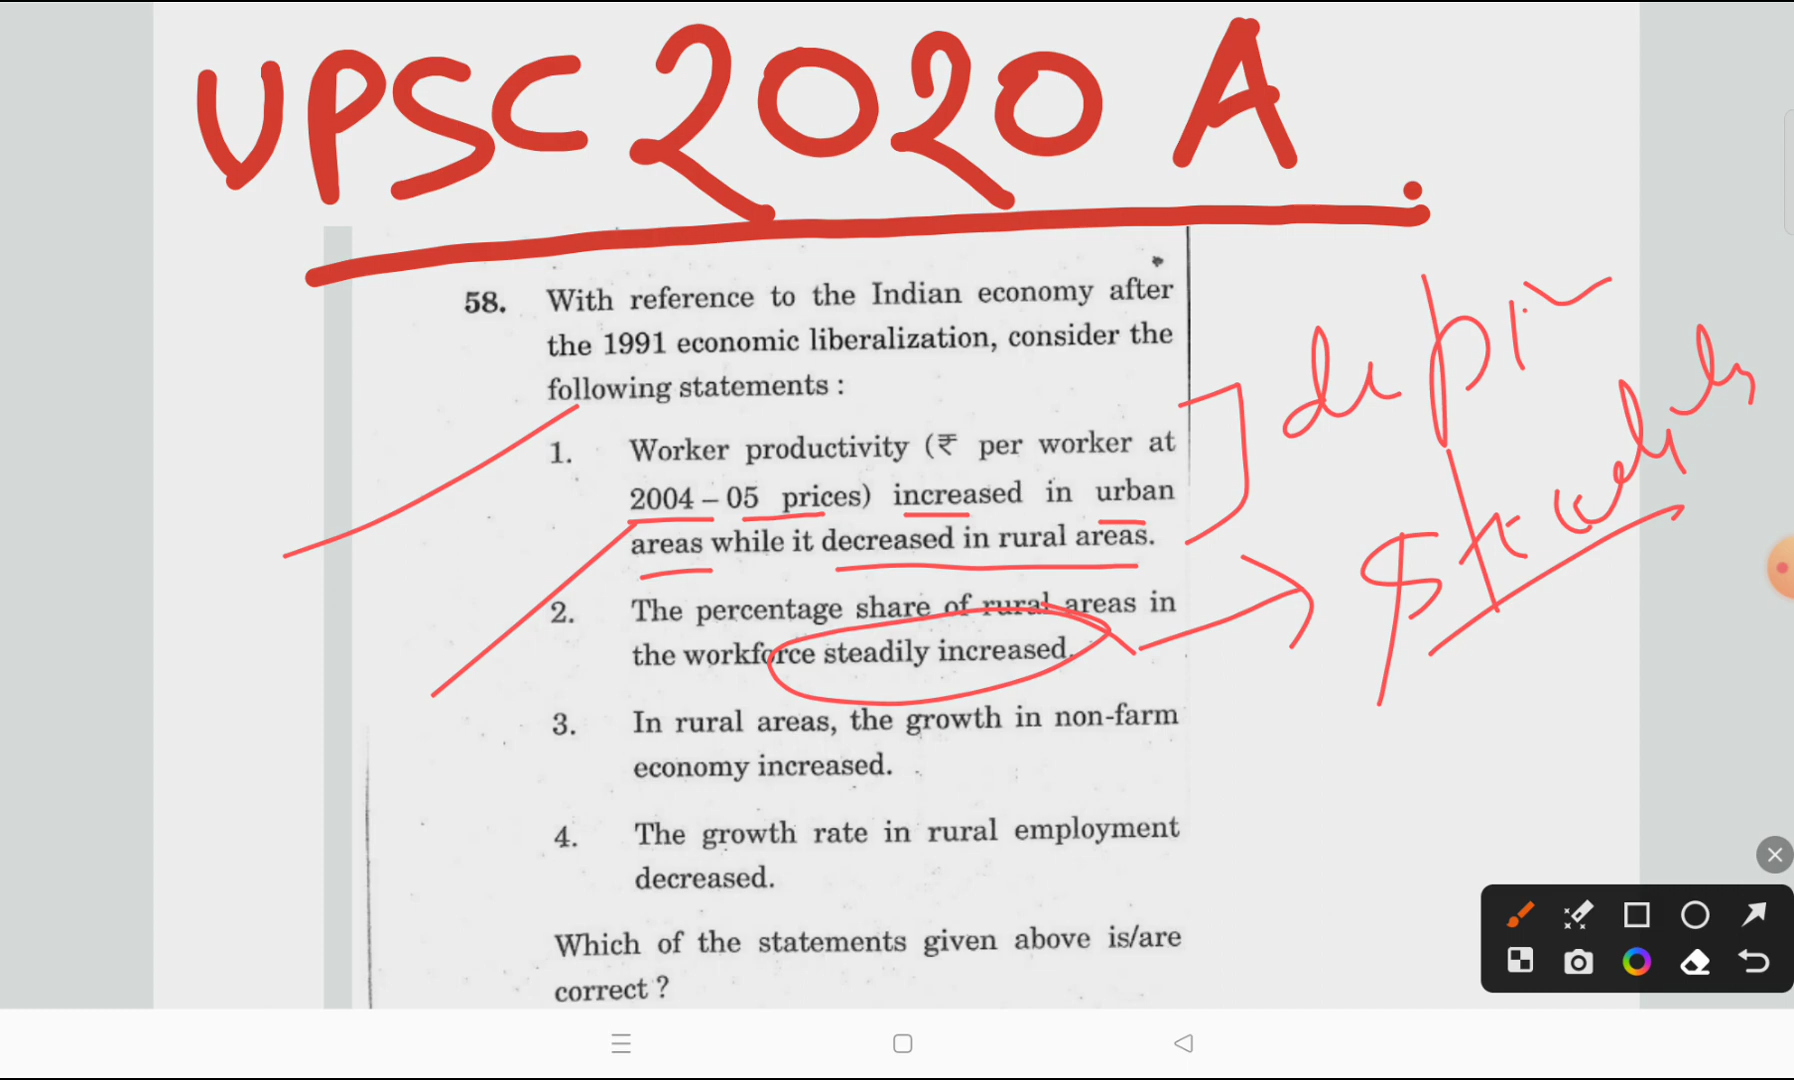 UPSC 2020 A.
58. With reference to the Indian economy after
the 1991 economic liberalization, consider the
following statements :
1. Worker productivity (₹ per worker at
2004 – 05 prices) increased in urban
areas while it decreased in rural areas.
2. The percentage share of rural areas in
the workforce steadily increased.
3. In rural areas, the growth in non-farm
economy increased.
4. The growth rate in rural employment
decreased.
Which of the statements given above is/are
correct ?